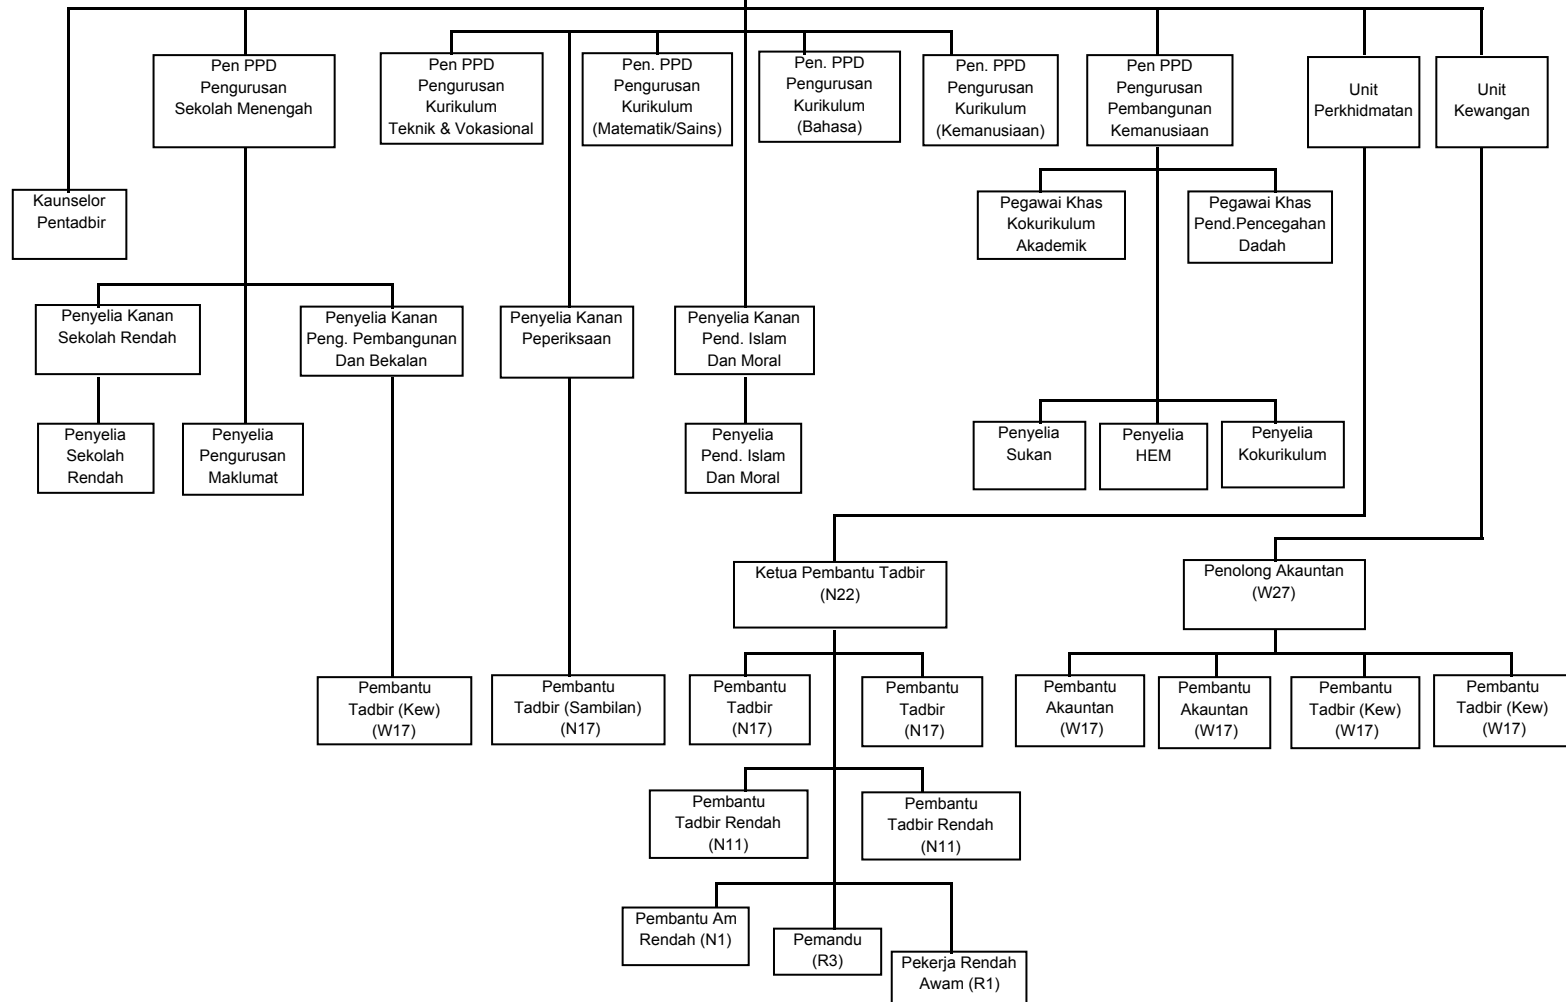 Pen PPD
Pengurusan
Sekolah Menengah
Pen PPD
Pengurusan
Kurikulum
Teknik & Vokasional
Pen. PPD
Pengurusan
Kurikulum
(Matematik/Sains)
Pen. PPD
Pengurusan
Kurikulum
(Bahasa)
Pen. PPD
Pengurusan
Kurikulum
(Kemanusiaan)
Pen PPD
Pengurusan
Pembangunan
Kemanusiaan
Unit
Perkhidmatan
Unit
Kewangan
Kaunselor
Pentadbir
Pegawai Khas
Kokurikulum
Akademik
Pegawai Khas
Pend.Pencegahan
Dadah
Penyelia Kanan
Sekolah Rendah
Penyelia Kanan
Peng. Pembangunan
Dan Bekalan
Penyelia Kanan
Peperiksaan
Penyelia Kanan
Pend. Islam
Dan Moral
Penyelia
Sekolah
Rendah
Penyelia
Pengurusan
Maklumat
Penyelia
Pend. Islam
Dan Moral
Penyelia
Sukan
Penyelia
HEM
Penyelia
Kokurikulum
Ketua Pembantu Tadbir
(N22)
Penolong Akauntan
(W27)
Pembantu
Tadbir (Kew)
(W17)
Pembantu
Tadbir (Sambilan)
(N17)
Pembantu
Tadbir
(N17)
Pembantu
Tadbir
(N17)
Pembantu
Akauntan
(W17)
Pembantu
Akauntan
(W17)
Pembantu
Tadbir (Kew)
(W17)
Pembantu
Tadbir (Kew)
(W17)
Pembantu
Tadbir Rendah
(N11)
Pembantu
Tadbir Rendah
(N11)
Pembantu Am
Rendah (N1)
Pemandu
(R3)
Pekerja Rendah
Awam (R1)